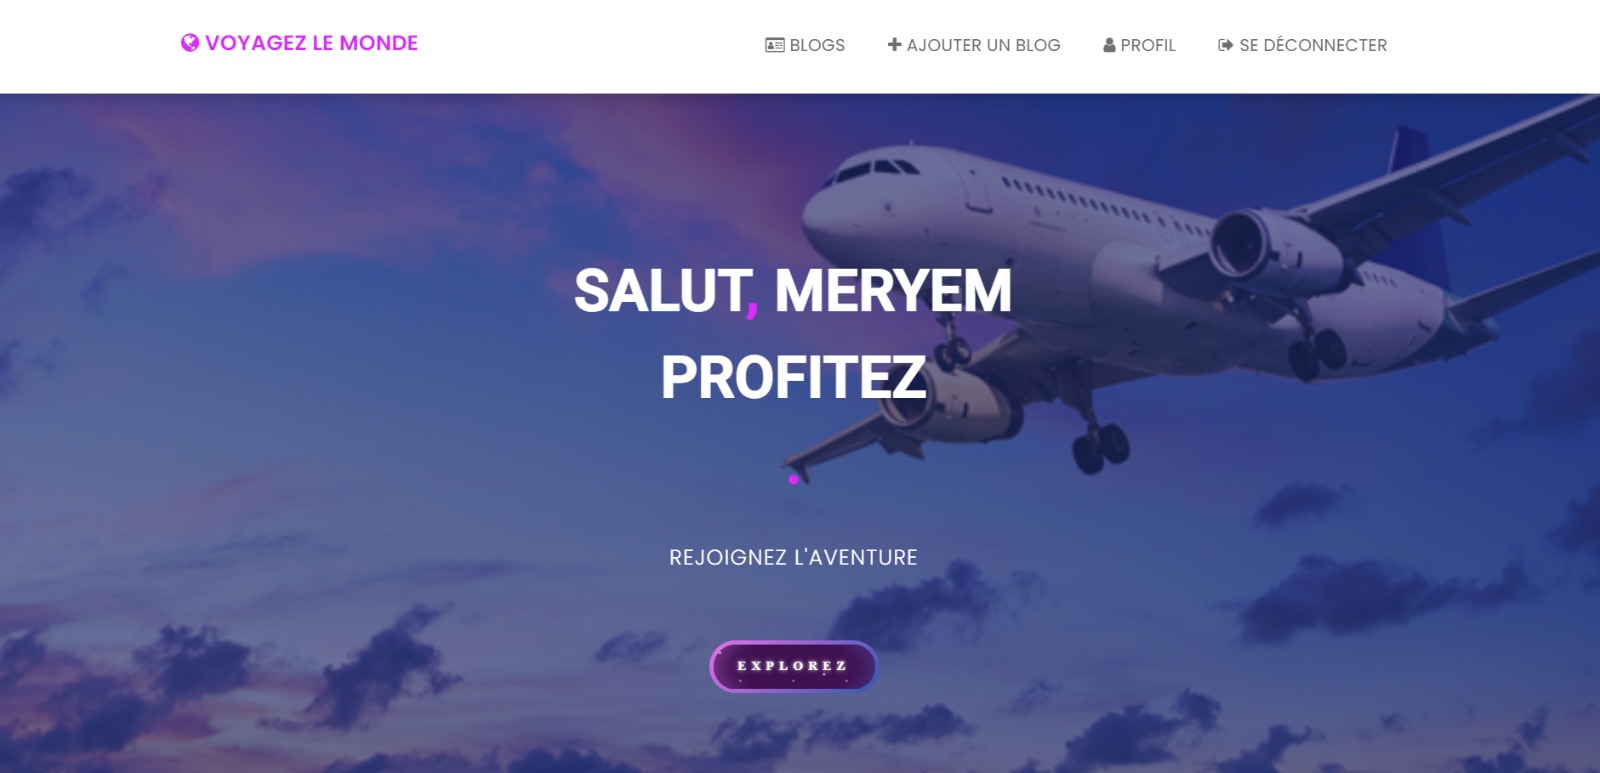 VOYAGEZ LE MONDE
BLOGS
AJOUTER UN BLOG
PROFIL
SE DÉCONNECTER
SALUT, MERYEM
PROFITEZ
.
REJOIGNEZ L'AVENTURE
EXPLOREZ